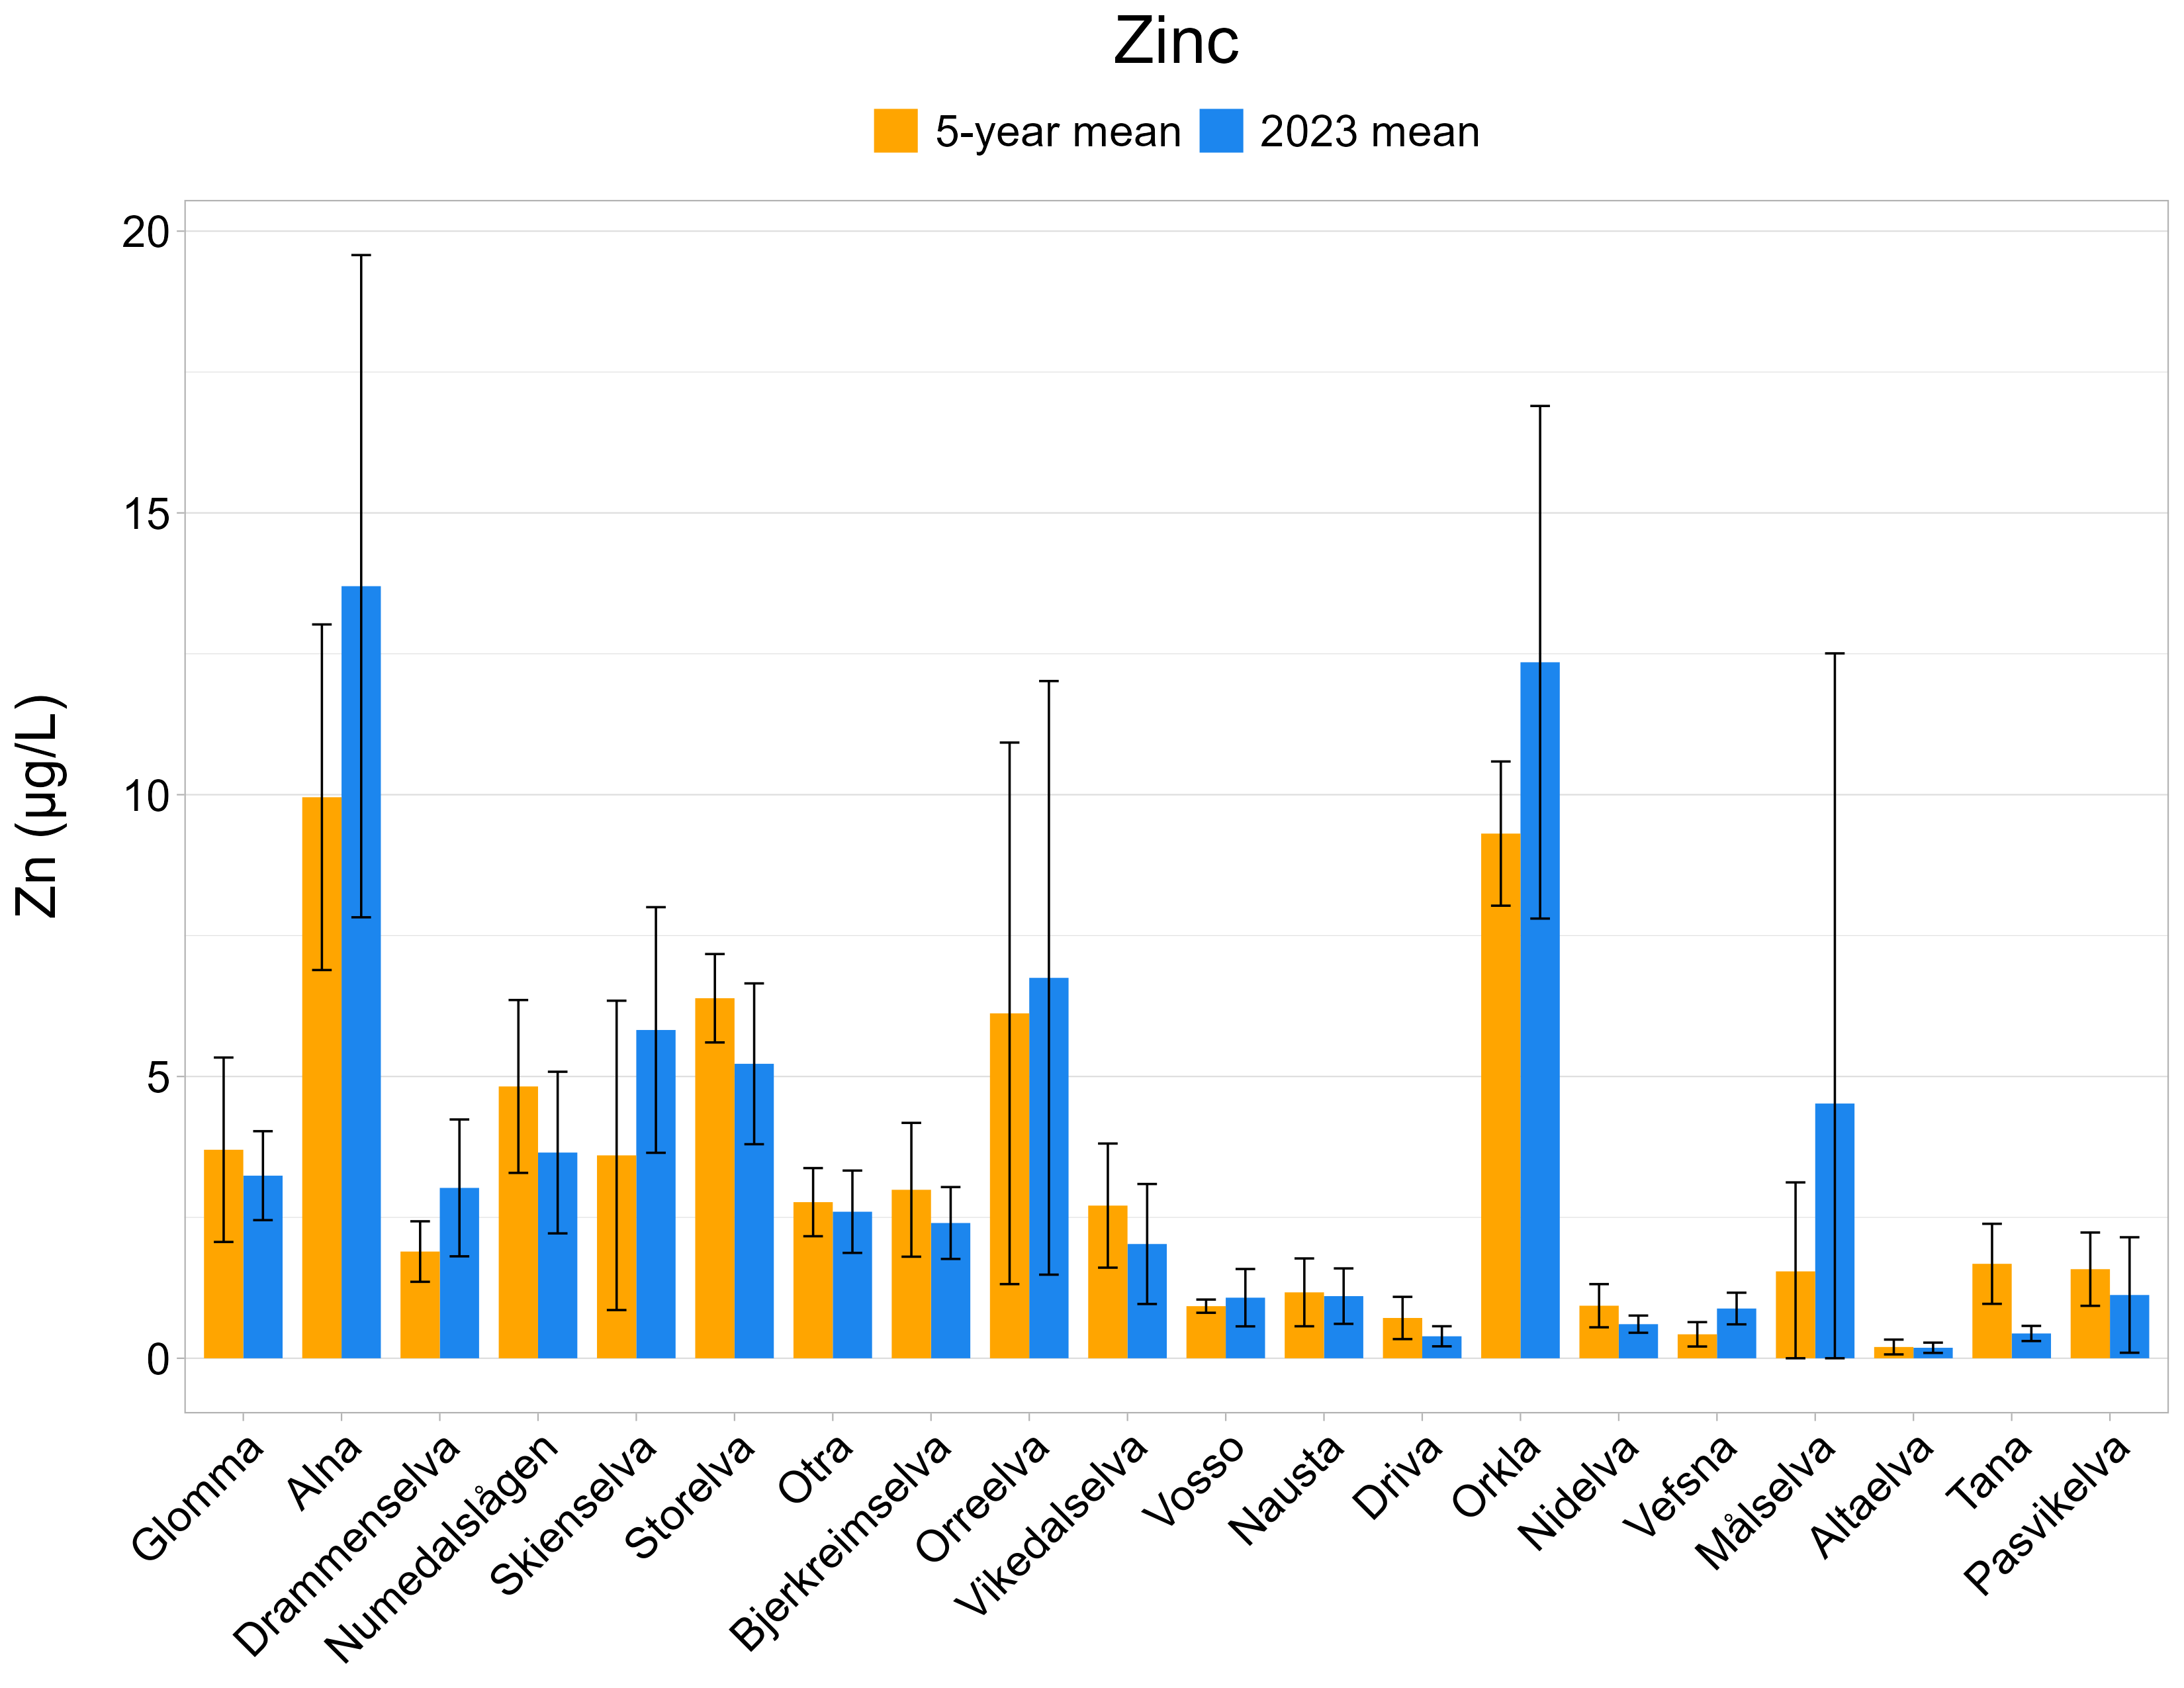 Zinc
5-year mean 2023 mean
Zn (µg/L)
20
15
10
5
0
Glomma
Alna
Drammenselva
Numedalslågen
Skienselva
Storelva
Otra
Bjerkreimselva
Orreelva
Vikedalselva
Vosso
Nausta
Driva
Orkla
Nidelva
Vefsna
Målselva
Altaelva
Tana
Pasvikelva